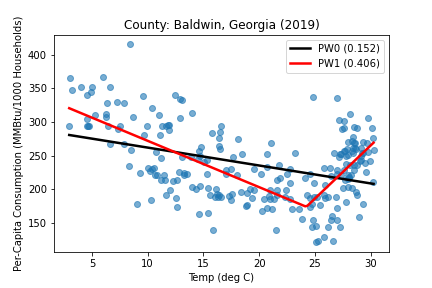 County: Baldwin, Georgia (2019)
Per-Capita Consumption (MMBtu/1000 Households)
400
350
300
250
200
150
PW0 (0.152)
PW1 (0.406)
5 10 15 20 25 30
Temp (deg C)